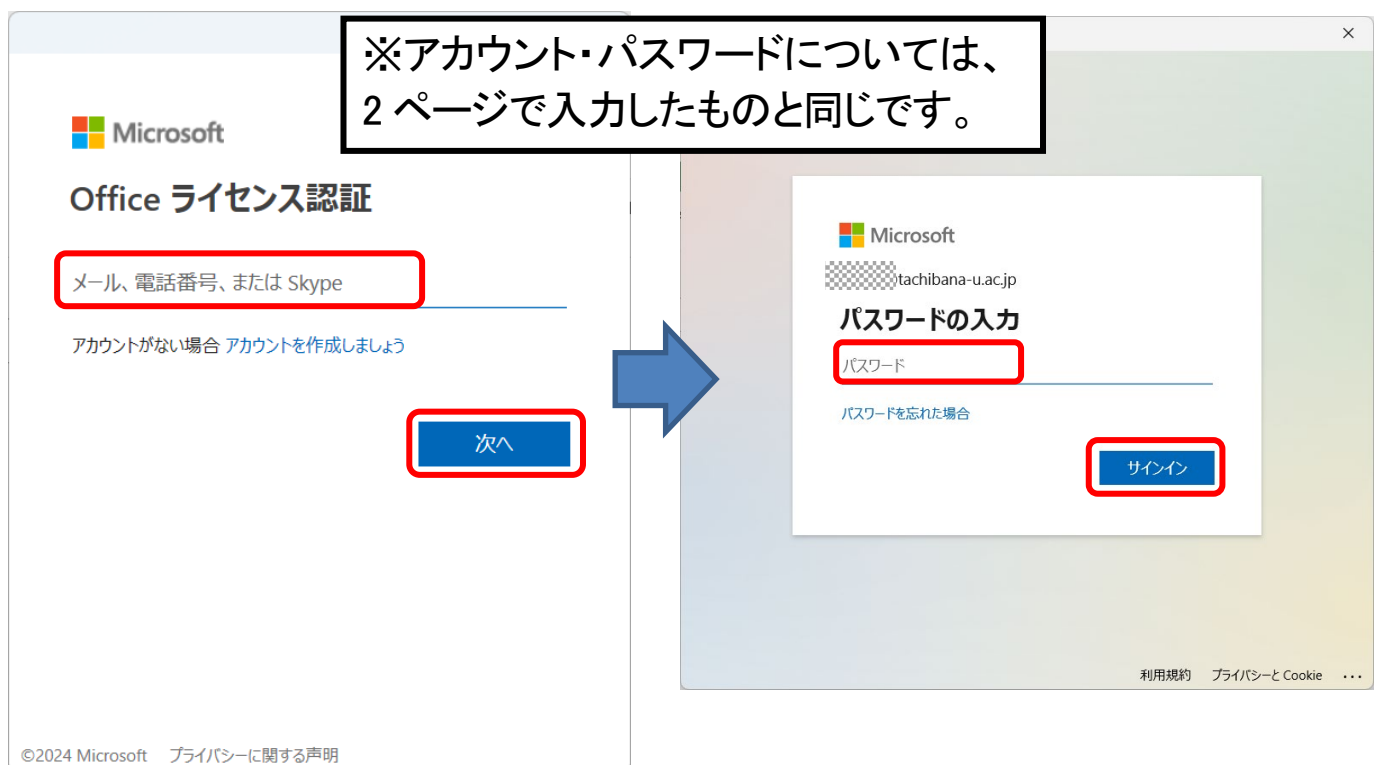 ※アカウント・パスワードについては、
2 ページで入力したものと同じです。
Microsoft
Office ライセンス認証
メール、電話番号、または Skype
アカウントがない場合 アカウントを作成しましょう
次へ
©2024 Microsoft プライバシーに関する声明
Microsoft
tachibana-u.ac.jp
パスワードの入力
パスワード
パスワードを忘れた場合
サインイン
利用規約 プライバシーと Cookie ...